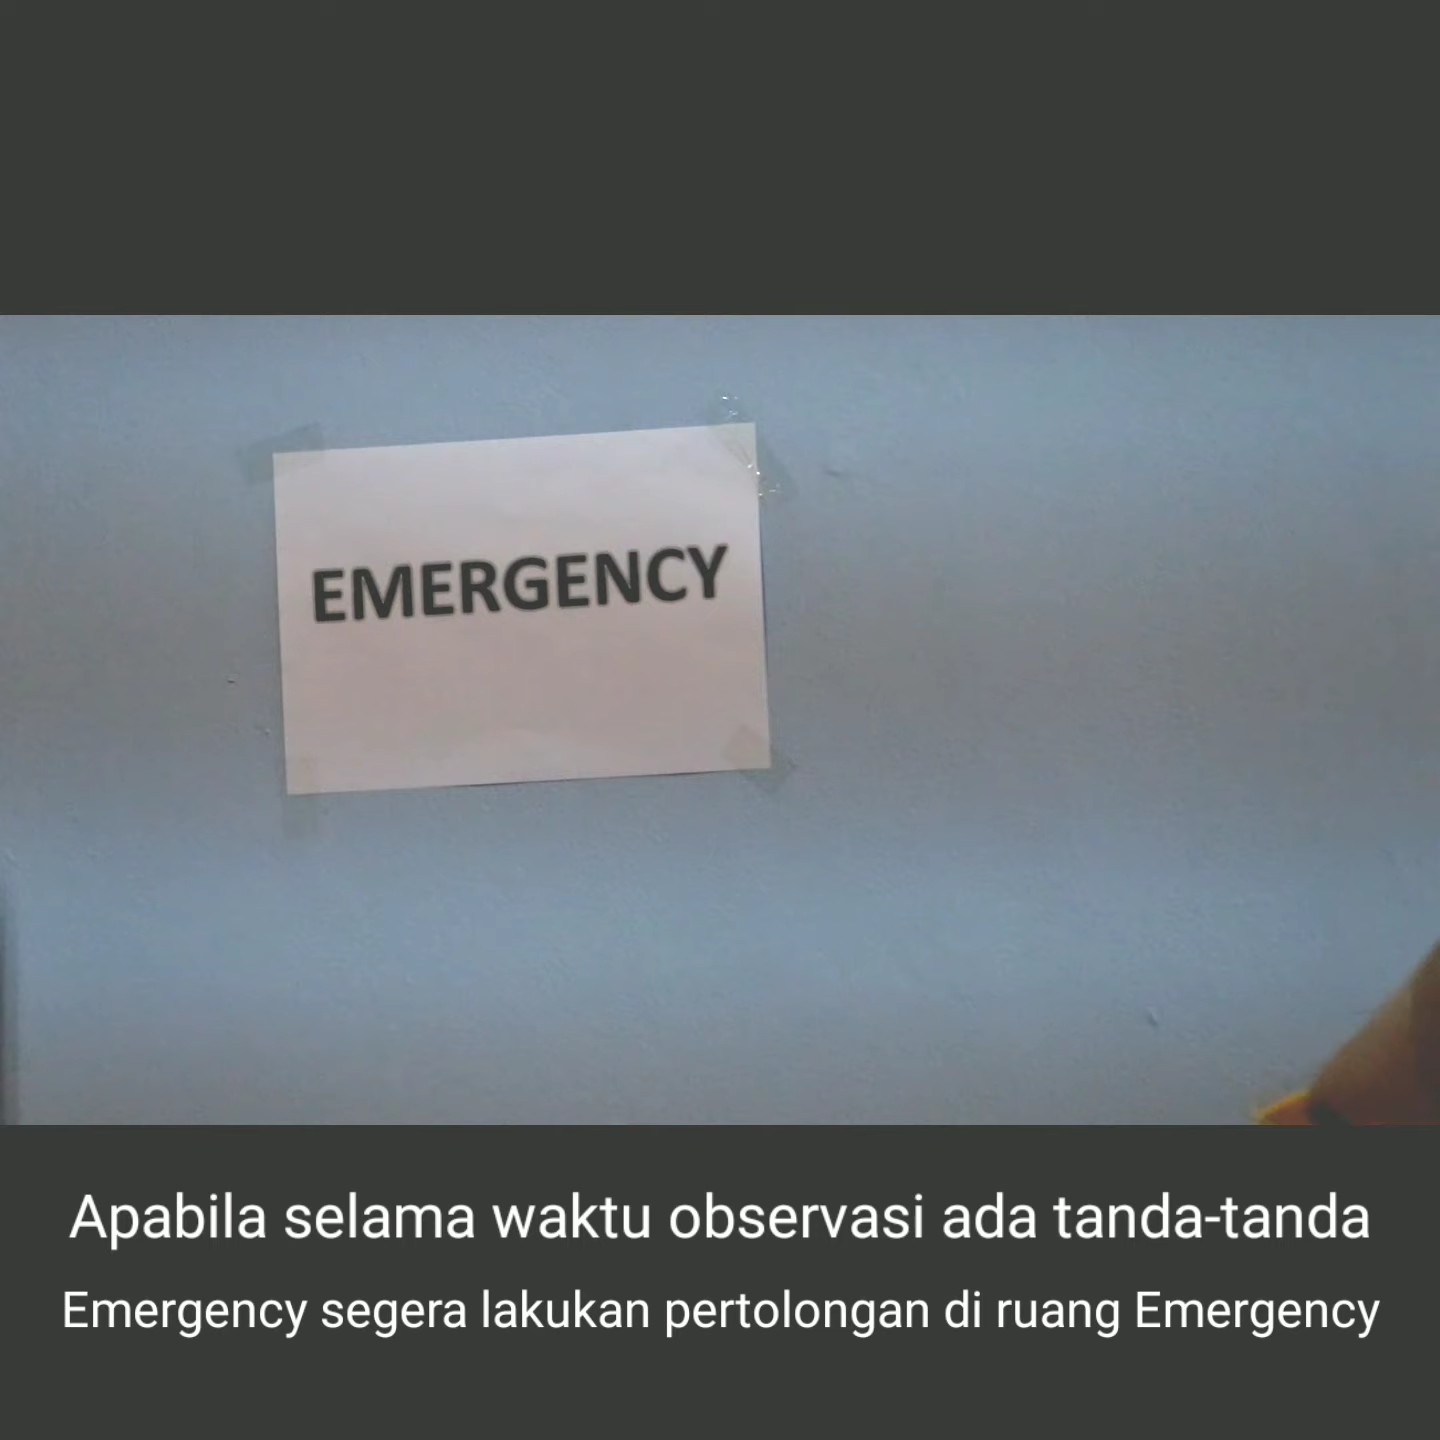 EMERGENCY
Apabila selama waktu observasi ada tanda-tanda
Emergency segera lakukan pertolongan di ruang Emergency